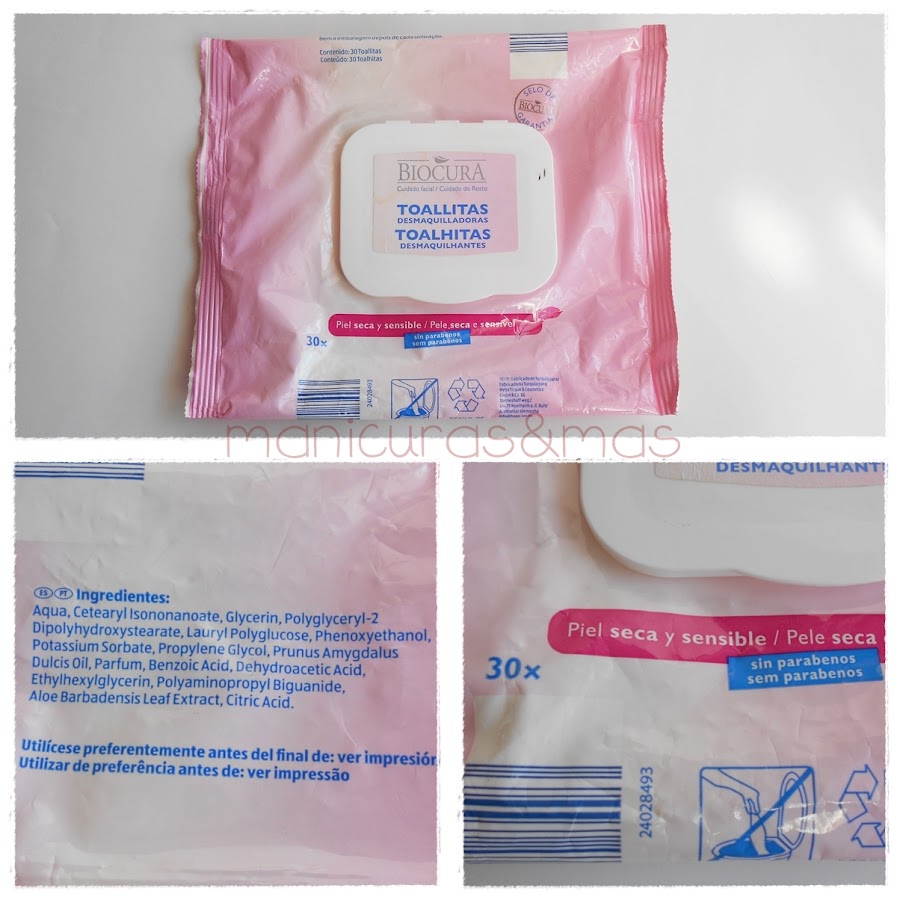 Contenido: 30 Toallitas
Conteúdo: 30 Toalhitas
SELO DE
BIOCURA
GARANTIA
BIOCURA
Cuidado facial / Cuidado do Rosto
TOALLITAS
DESMAQUILLADORAS
TOALHITAS
DESMAQUILHANTES
Piel seca y sensible / Pele seca e sensível
sin parabenos
sem parabenos
30x
24028493
manicuras&mas
ES PT Ingredientes:
Aqua, Cetearyl Isononanoate, Glycerin, Polyglyceryl-2
Dipolyhydroxystearate, Lauryl Polyglucose, Phenoxyethanol,
Potassium Sorbate, Propylene Glycol, Prunus Amygdalus
Dulcis Oil, Parfum, Benzoic Acid, Dehydroacetic Acid,
Ethylhexylglycerin, Polyaminopropyl Biguanide,
Aloe Barbadensis Leaf Extract, Citric Acid.
Utilícese preferentemente antes del final de: ver impresión
Utilizar de preferência antes de: ver impressão
DESMAQUILHANT
Piel seca y sensible / Pele seca
sin parabenos
sem parabenos
30x
24028493